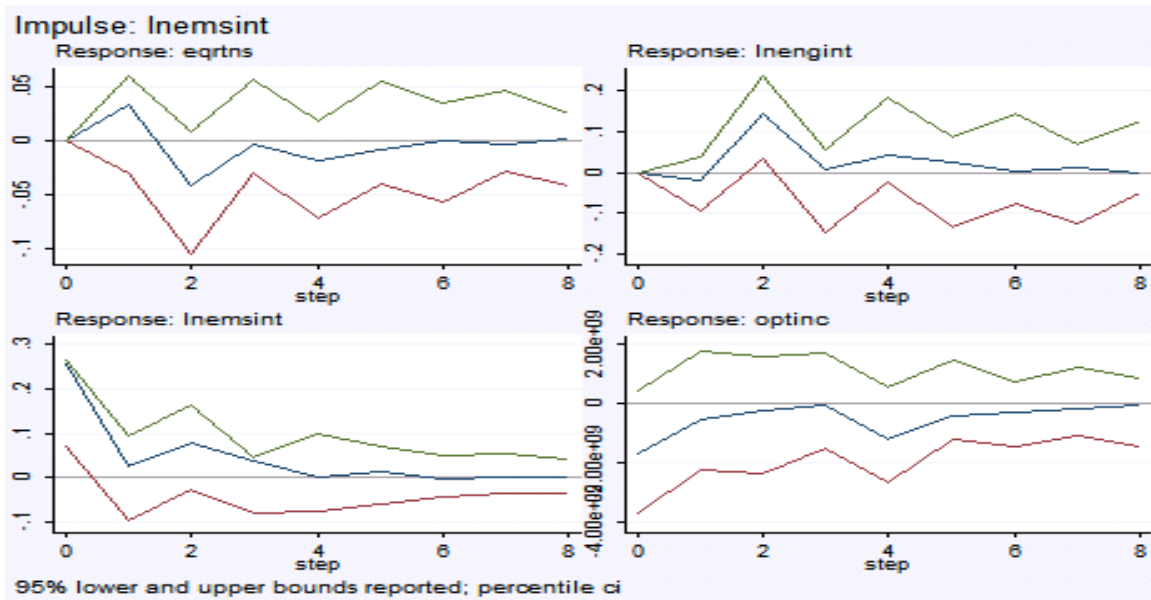 Impulse: lnemsint
Response: eqrtns
.05
0
-.05
-.1
0 2 4 6 8
step
Response: lnengint
.2
.1
0
-.1
-.2
0 2 4 6 8
step
Response: lnemsint
.3
.2
.1
0
-.1
0 2 4 6 8
step
Response: optinc
2.00e+09
0
-4.00e+09
0 2 4 6 8
step
95% lower and upper bounds reported; percentile ci